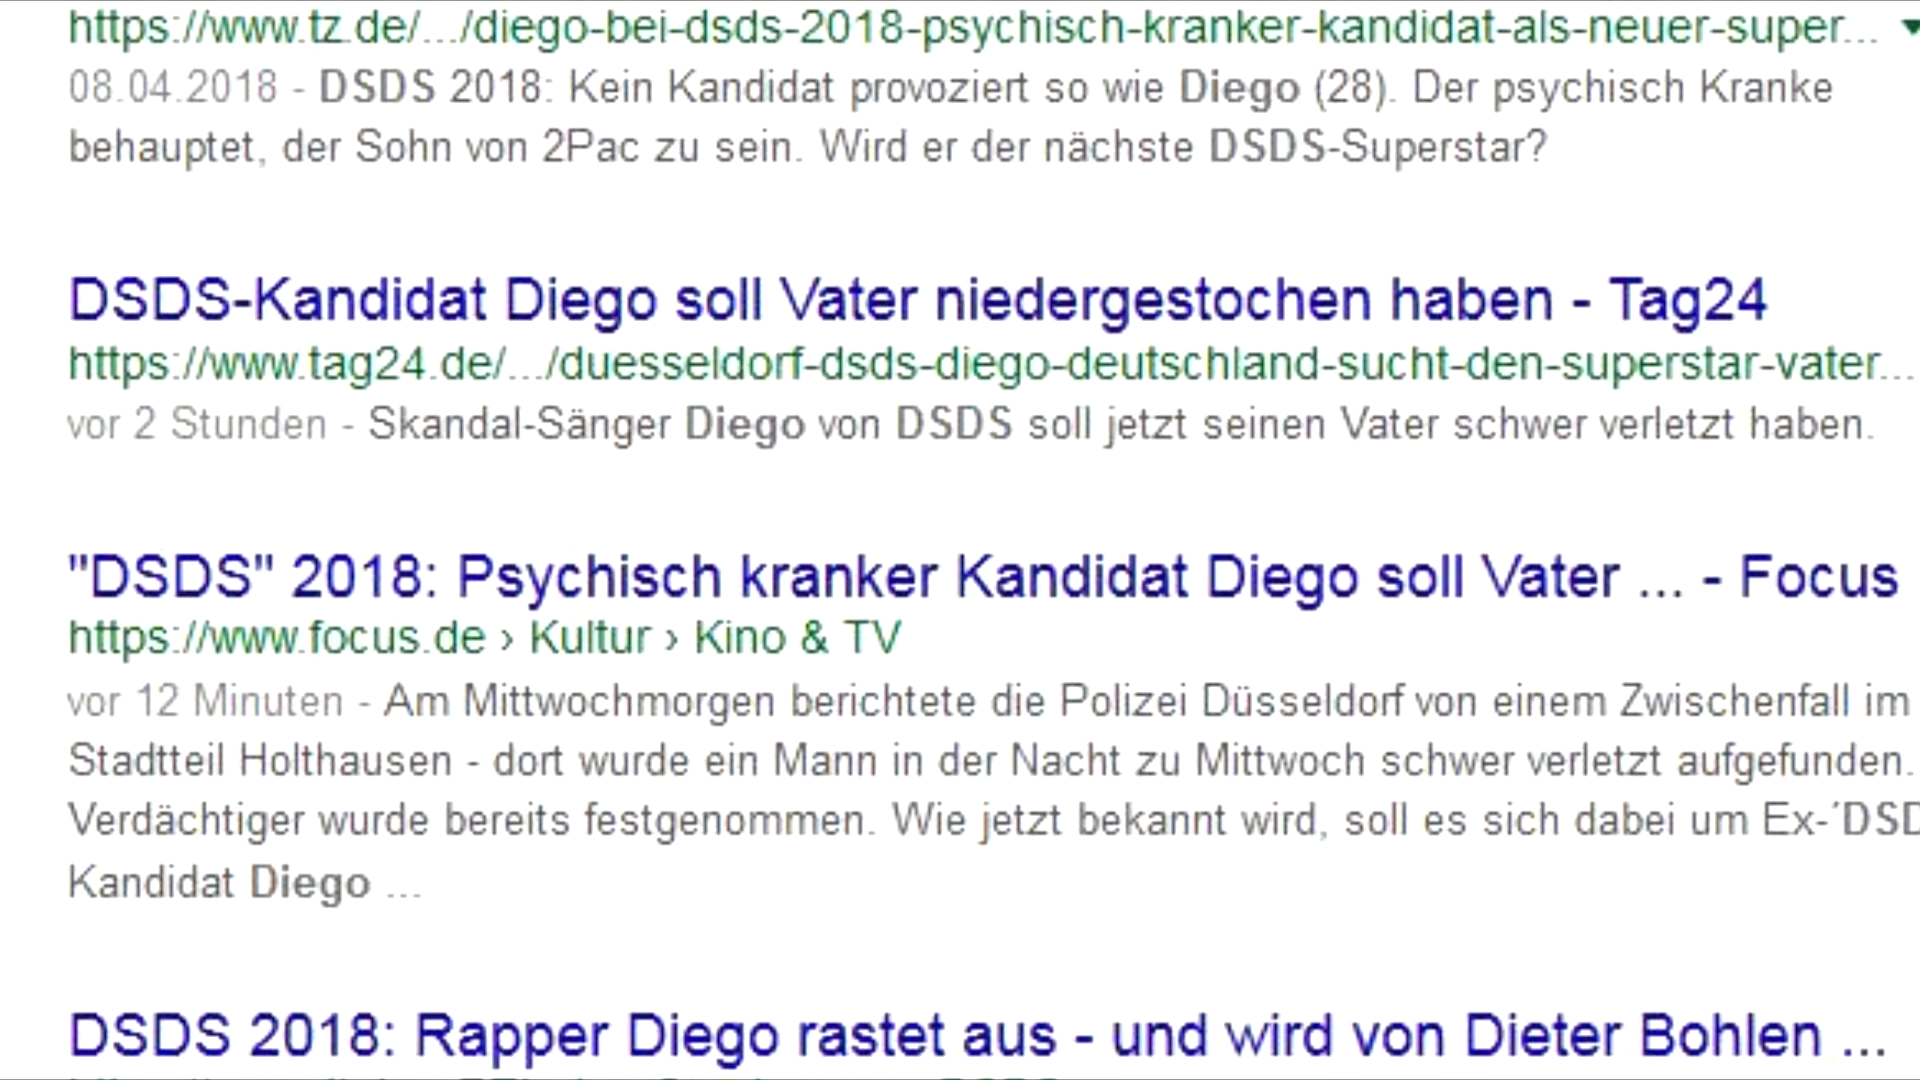 https://www.tz.de/.../diego-bei-dsds-2018-psychisch-kranker-kandidat-als-neuer-super...
08.04.2018 - DSDS 2018: Kein Kandidat provoziert so wie Diego (28). Der psychisch Kranke
behauptet, der Sohn von 2Pac zu sein. Wird er der nächste DSDS-Superstar?
DSDS-Kandidat Diego soll Vater niedergestochen haben - Tag24
https://www.tag24.de/.../duesseldorf-dsds-diego-deutschland-sucht-den-superstar-vater...
vor 2 Stunden - Skandal-Sänger Diego von DSDS soll jetzt seinen Vater schwer verletzt haben.
"DSDS" 2018: Psychisch kranker Kandidat Diego soll Vater ... - Focus
https://www.focus.de › Kultur › Kino & TV
vor 12 Minuten - Am Mittwochmorgen berichtete die Polizei Düsseldorf von einem Zwischenfall im
Stadtteil Holthausen - dort wurde ein Mann in der Nacht zu Mittwoch schwer verletzt aufgefunden.
Verdächtiger wurde bereits festgenommen. Wie jetzt bekannt wird, soll es sich dabei um Ex-´DSD
Kandidat Diego ...
DSDS 2018: Rapper Diego rastet aus - und wird von Dieter Bohlen ...